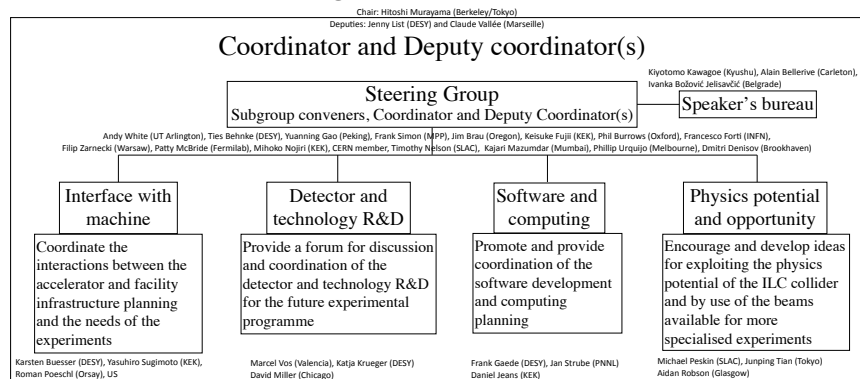 Chair: Hitoshi Murayama (Berkeley/Tokyo)
Deputies: Jenny List (DESY) and Claude Vallée (Marseille)
Coordinator and Deputy coordinator(s)
Kiyotomo Kawagoe (Kyushu), Alain Bellerive (Carleton),
Ivanka Božović Jelisavčić (Belgrade)
Steering Group
Subgroup conveners, Coordinator and Deputy Coordinator(s)
Speaker's bureau
Andy White (UT Arlington), Ties Behnke (DESY), Yuanning Gao (Peking), Frank Simon (MPP), Jim Brau (Oregon), Keisuke Fujii (KEK), Phil Burrows (Oxford), Francesco Forti (INFN),
Filip Zarnecki (Warsaw), Patty McBride (Fermilab), Mihoko Nojiri (KEK), CERN member, Timothy Nelson (SLAC), Kajari Mazumdar (Mumbai), Phillip Urquijo (Melbourne), Dmitri Denisov (Brookhaven)
Interface with
machine
Coordinate the
interactions between the
accelerator and facility
infrastructure planning
and the needs of the
experiments
Karsten Buesser (DESY), Yasuhiro Sugimoto (KEK),
Roman Poeschl (Orsay), US
Detector and
technology R&D
Provide a forum for discussion
and coordination of the
detector and technology R&D
for the future experimental
programme
Marcel Vos (Valencia), Katja Krueger (DESY)
David Miller (Chicago)
Software and
computing
Promote and provide
coordination of the
software development
and computing
planning
Frank Gaede (DESY), Jan Strube (PNNL)
Daniel Jeans (KEK)
Physics potential
and opportunity
Encourage and develop ideas
for exploiting the physics
potential of the ILC collider
and by use of the beams
available for more
specialised experiments
Michael Peskin (SLAC), Junping Tian (Tokyo)
Aidan Robson (Glasgow)